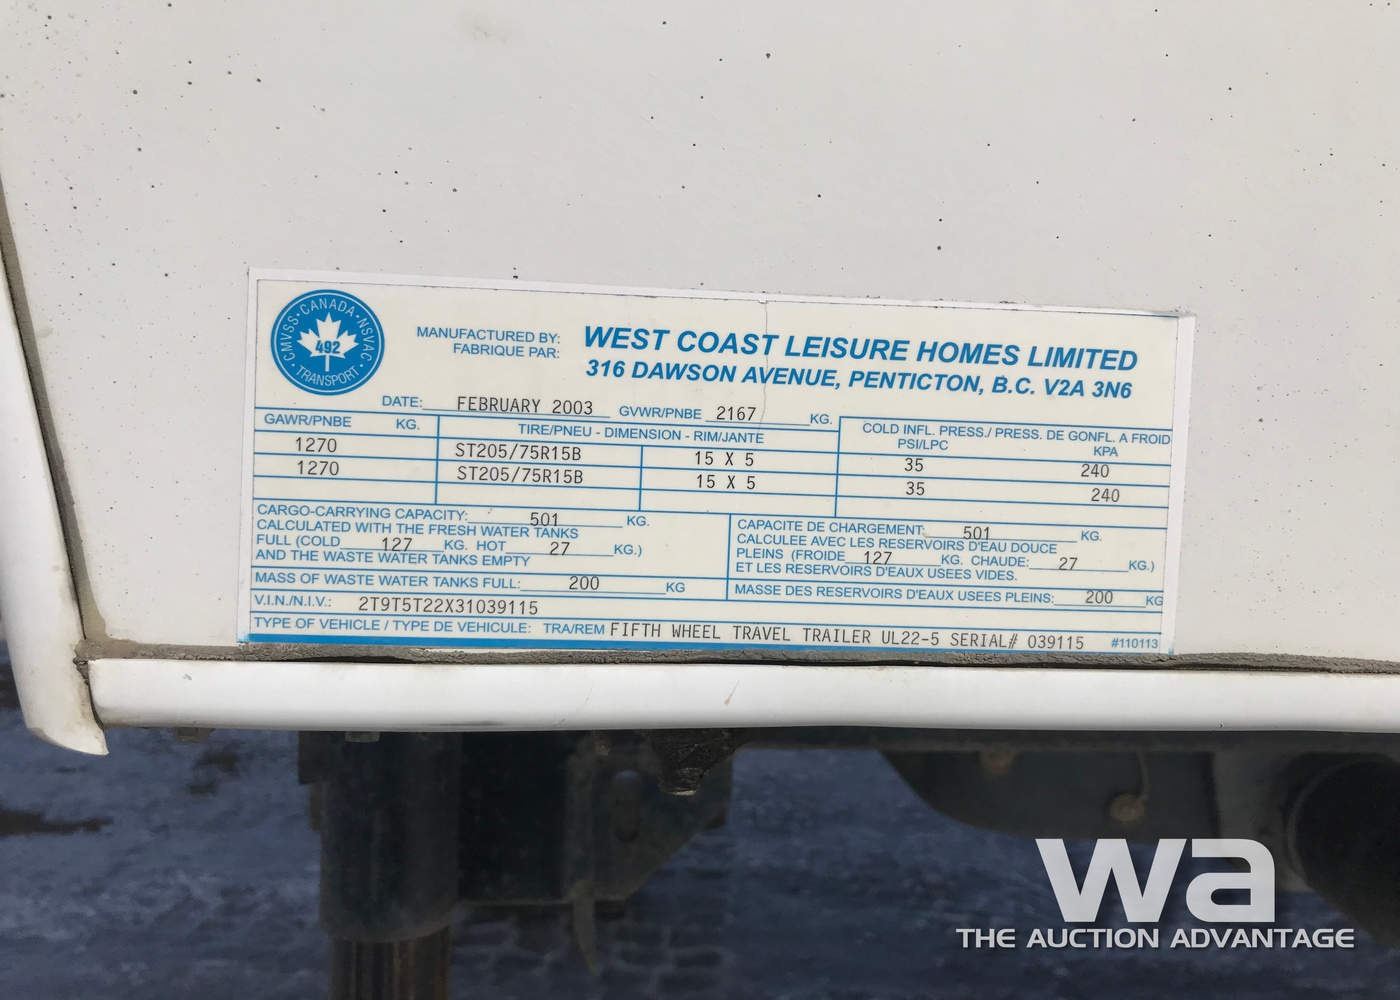 CANADA · NSVAC · TRANSPORT · CMVSS
492
MANUFACTURED BY: WEST COAST LEISURE HOMES LIMITED
FABRIQUE PAR: 316 DAWSON AVENUE, PENTICTON, B.C. V2A 3N6
DATE: FEBRUARY 2003 GVWR/PNBE 2167 KG.
GAWR/PNBE KG. TIRE/PNEU - DIMENSION - RIM/JANTE COLD INFL. PRESS./ PRESS. DE GONFL. A FROID
PSI/LPC KPA
1270 ST205/75R15B 15 X 5 35 240
1270 ST205/75R15B 15 X 5 35 240
CARGO-CARRYING CAPACITY: 501 KG.
CALCULATED WITH THE FRESH WATER TANKS
FULL (COLD 127 KG. HOT 27 KG.)
AND THE WASTE WATER TANKS EMPTY
MASS OF WASTE WATER TANKS FULL: 200 KG
CAPACITE DE CHARGEMENT: 501 KG.
CALCULEE AVEC LES RESERVOIRS D'EAU DOUCE
PLEINS (FROIDE 127 KG. CHAUDE: 27 KG.)
ET LES RESERVOIRS D'EAUX USEES VIDES.
MASSE DES RESERVOIRS D'EAUX USEES PLEINS: 200 KG
V.I.N./N.I.V.: 2T9T5T22X31039115
TYPE OF VEHICLE / TYPE DE VEHICULE: TRA/REM FIFTH WHEEL TRAVEL TRAILER UL22-5 SERIAL# 039115 #110113
wa
THE AUCTION ADVANTAGE